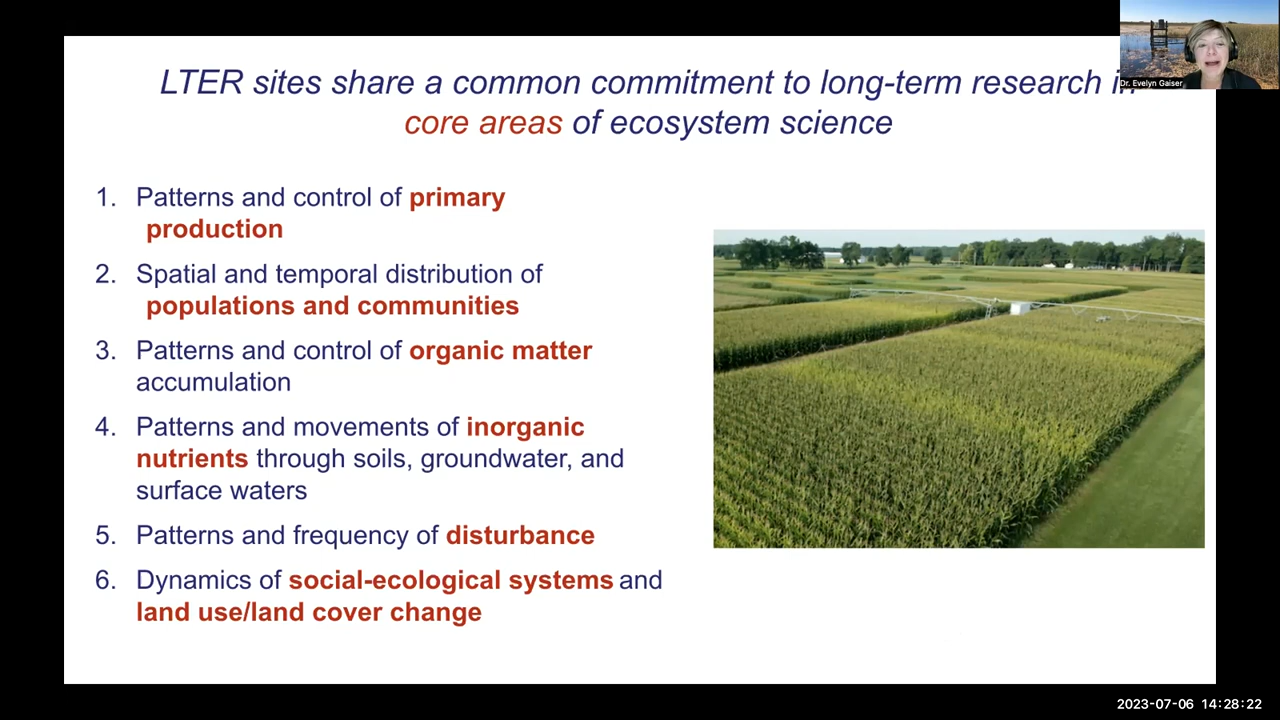 LTER sites share a common commitment to long-term research in
core areas of ecosystem science
Dr. Evelyn Gaiser
1. Patterns and control of primary
production
2. Spatial and temporal distribution of
populations and communities
3. Patterns and control of organic matter
accumulation
4. Patterns and movements of inorganic
nutrients through soils, groundwater, and
surface waters
5. Patterns and frequency of disturbance
6. Dynamics of social-ecological systems and
land use/land cover change
2023-07-06 14:28:22